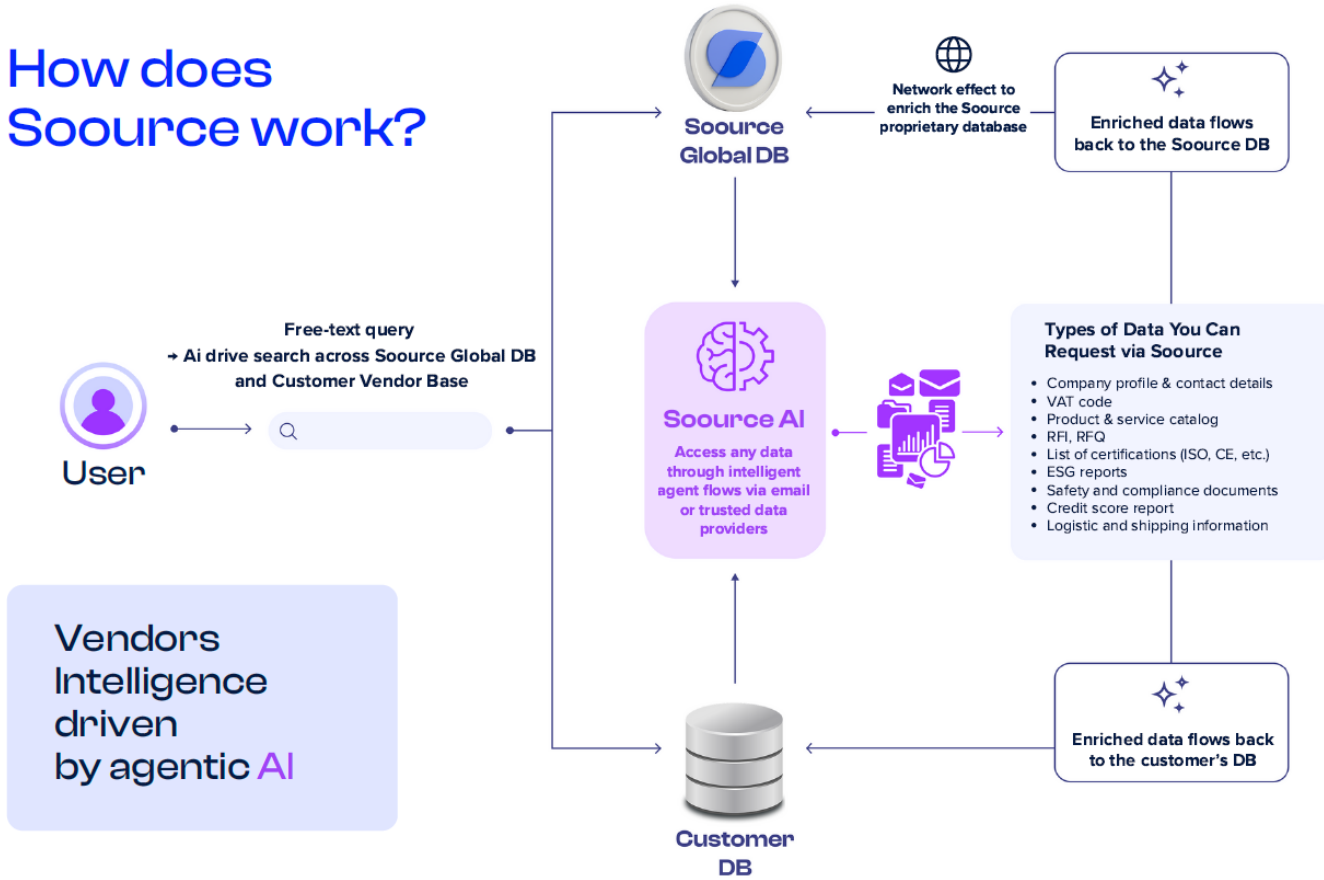 How does
Soource work?
Soource
Global DB
Network effect to
enrich the Soource
proprietary database
Enriched data flows
back to the Soource DB
Free-text query
→ Ai drive search across Soource Global DB
and Customer Vendor Base
User
Soource AI
Access any data
through intelligent
agent flows via email
or trusted data
providers
Types of Data You Can
Request via Soource
• Company profile & contact details
• VAT code
• Product & service catalog
• RFI, RFQ
• List of certifications (ISO, CE, etc.)
• ESG reports
• Safety and compliance documents
• Credit score report
• Logistic and shipping information
Vendors
Intelligence
driven
by agentic AI
Customer
DB
Enriched data flows back
to the customer's DB